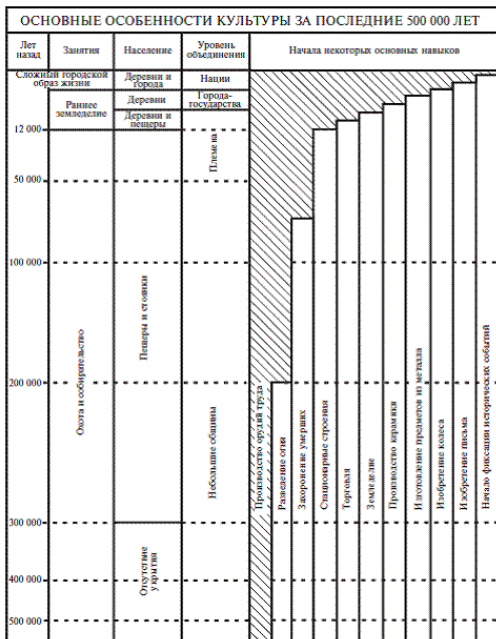 ОСНОВНЫЕ ОСОБЕННОСТИ КУЛЬТУРЫ ЗА ПОСЛЕДНИЕ 500 000 ЛЕТ
Лет
назад
Занятия
Население
Уровень
объединения
Начала некоторых основных навыков
Сложный городской
образ жизни
Деревни и
города
Нации
Раннее
земледелие
Деревни
Города-
государства
Деревни и
пещеры
12 000
Племена
50 000
100 000
Охота и собирательство
Пещеры и стоянки
Небольшие общины
200 000
Производство орудий труда
Разведение огня
Захоронение умерших
Стационарные строения
Торговля
Земледелие
Производство керамики
Изготовление предметов из металла
Изобретение колеса
Изобретение письма
Начало фиксации исторических событий
300 000
Отсутствие
укрытия
400 000
500 000